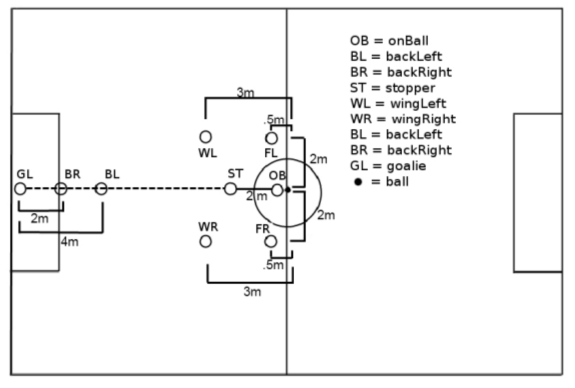 OB = onBall
BL = backLeft
BR = backRight
ST = stopper
WL = wingLeft
WR = wingRight
BL = backLeft
BR = backRight
GL = goalie
= ball
3m
.5m
WL
FL
2m
GL
BR
BL
ST
OB
2m
2m
4m
2m
WR
FR
.5m
3m